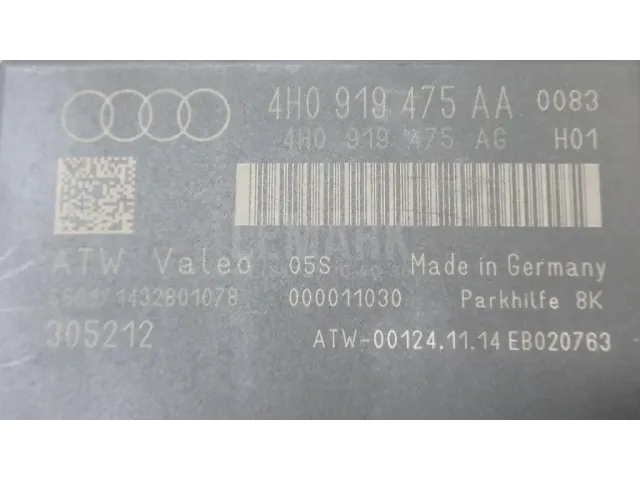 4H0 919 475 AA 0083
4H0 919 475 AG H01
ATW Valeo 05S Made in Germany
1432801078 000011030 Parkhilfe 8K
305212 ATW-00124.11.14 EB020763